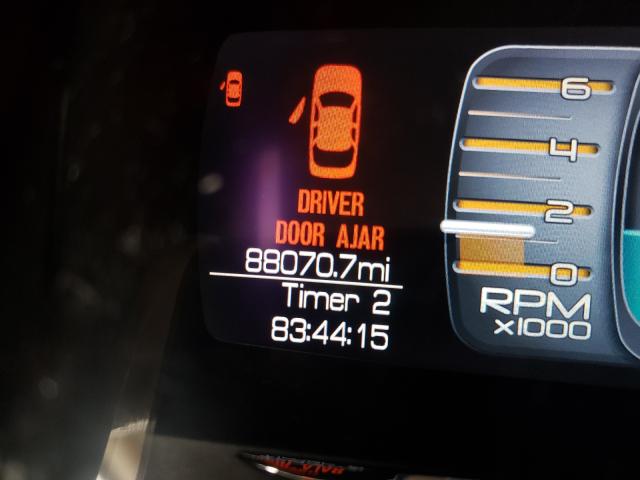 DRIVER
DOOR AJAR
88070.7mi
Timer 2
83:44:15
6
4
2
0
RPM
x1000